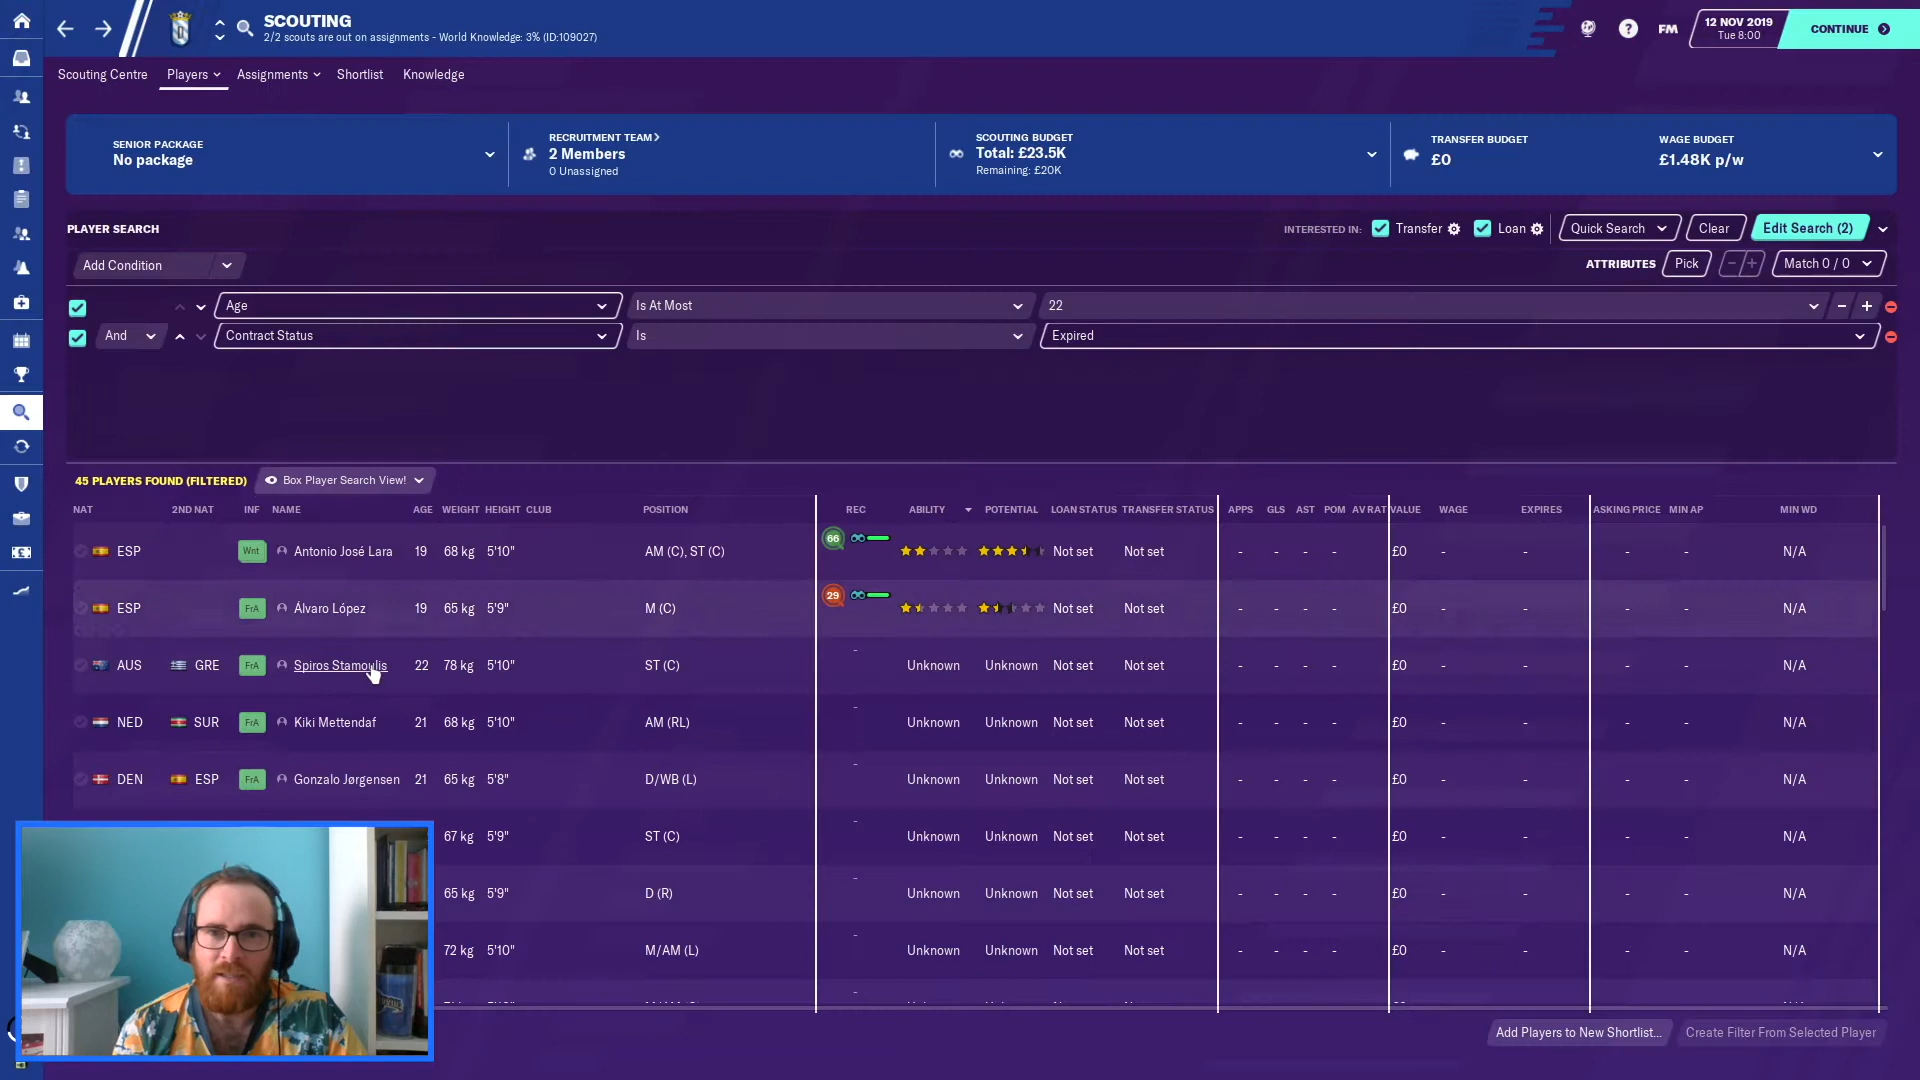 SCOUTING
2/2 scouts are out on assignments - World Knowledge: 3% (ID:109027)
FM
12 NOV 2019
Tue 8:00
CONTINUE
Scouting Centre Players Assignments Shortlist Knowledge
SENIOR PACKAGE
No package
RECRUITMENT TEAM
2 Members
0 Unassigned
SCOUTING BUDGET
Total: £23.5K
Remaining: £20K
TRANSFER BUDGET
£0
WAGE BUDGET
£1.48K p/w
PLAYER SEARCH
INTERESTED IN: Transfer Loan Quick Search Clear Edit Search (2)
Add Condition
ATTRIBUTES Pick - / + Match 0 / 0
Age Is At Most 22 - +
And Contract Status Is Expired
45 PLAYERS FOUND (FILTERED) Box Player Search View!
NAT 2ND NAT INF NAME AGE WEIGHT HEIGHT CLUB POSITION REC ABILITY POTENTIAL LOAN STATUS TRANSFER STATUS APPS GLS AST POM AV RAT VALUE WAGE EXPIRES ASKING PRICE MIN AP MIN WD
ESP Wnt Antonio José Lara 19 68 kg 5'10" AM (C), ST (C) 66 Not set Not set - - - - £0 - - - - N/A
ESP FrA Álvaro López 19 65 kg 5'9" M (C) 29 Not set Not set - - - - £0 - - - - N/A
AUS GRE FrA Spiros Stamoulis 22 78 kg 5'10" ST (C) - Unknown Unknown Not set Not set - - - - £0 - - - - N/A
NED SUR FrA Kiki Mettendaf 21 68 kg 5'10" AM (RL) - Unknown Unknown Not set Not set - - - - £0 - - - - N/A
DEN ESP FrA Gonzalo Jørgensen 21 65 kg 5'8" D/WB (L) - Unknown Unknown Not set Not set - - - - £0 - - - - N/A
67 kg 5'9" ST (C) - Unknown Unknown Not set Not set - - - - £0 - - - - N/A
65 kg 5'9" D (R) - Unknown Unknown Not set Not set - - - - £0 - - - - N/A
72 kg 5'10" M/AM (L) - Unknown Unknown Not set Not set - - - - £0 - - - - N/A
Add Players to New Shortlist... Create Filter From Selected Player